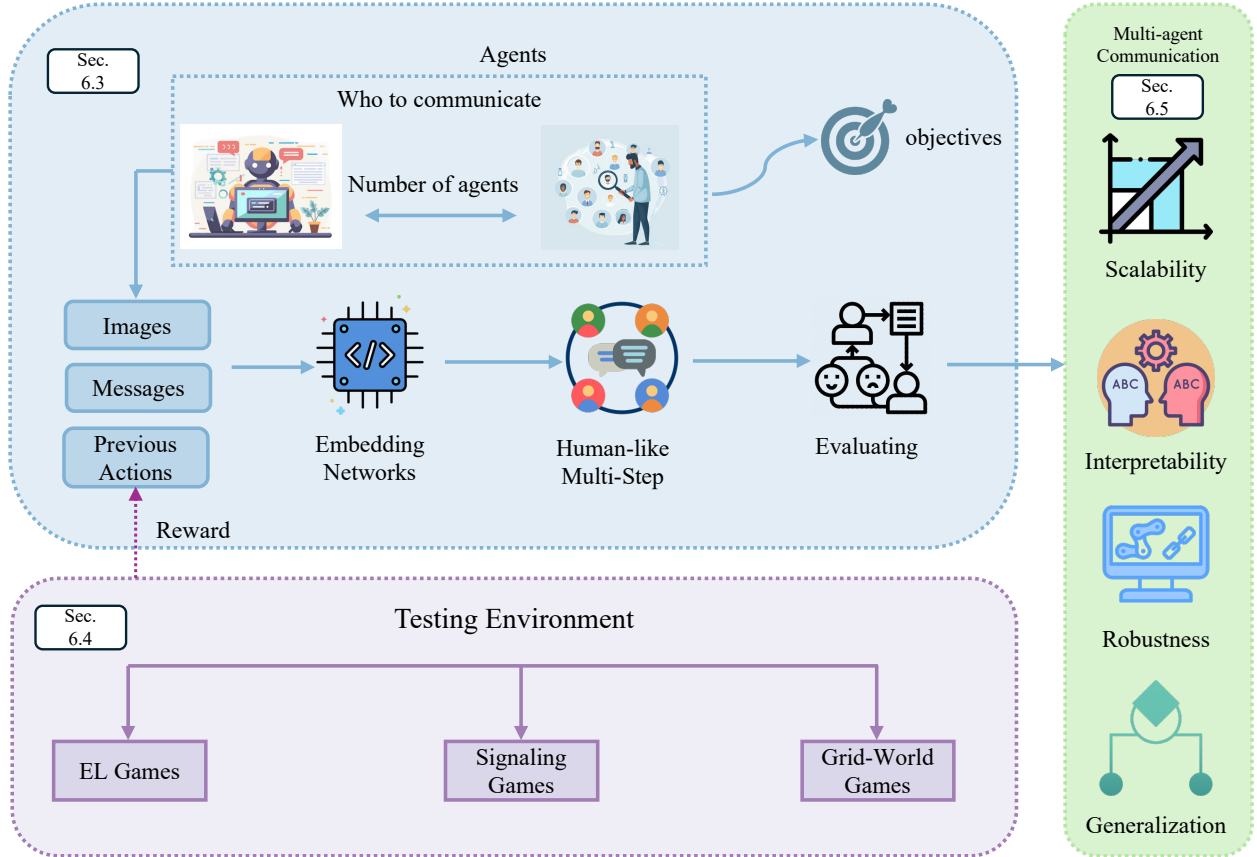 Sec.
6.3
Agents
Who to communicate
Number of agents
objectives
Images
Messages
Previous
Actions
Embedding
Networks
</>
Human-like
Multi-Step
Evaluating
Reward
Sec.
6.4
Testing Environment
EL Games
Signaling
Games
Grid-World
Games
Multi-agent
Communication
Sec.
6.5
Scalability
ABC
ABC
Interpretability
Robustness
Generalization